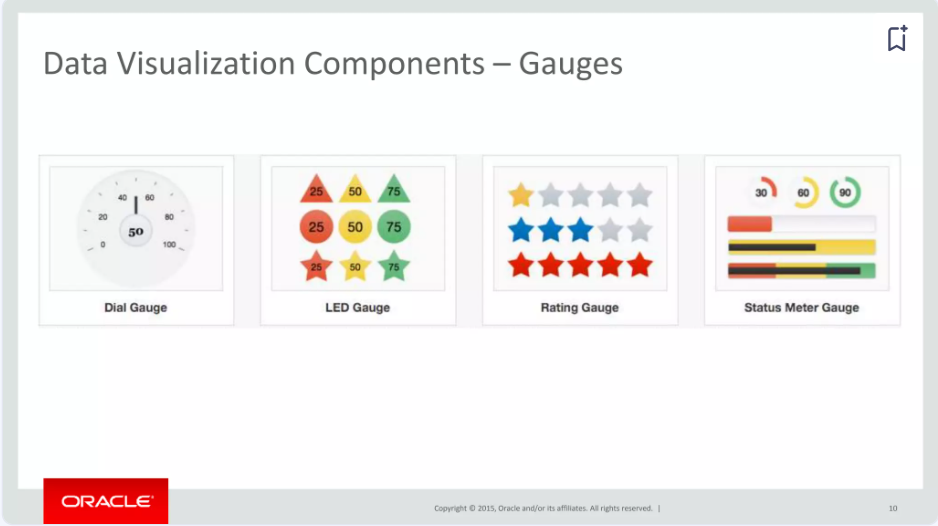 Data Visualization Components – Gauges
40 60
20 80
50
0 100
Dial Gauge
25 50 75
25 50 75
25 50 75
LED Gauge
Rating Gauge
30 60 90
Status Meter Gauge
ORACLE®
Copyright © 2015, Oracle and/or its affiliates. All rights reserved. |
10